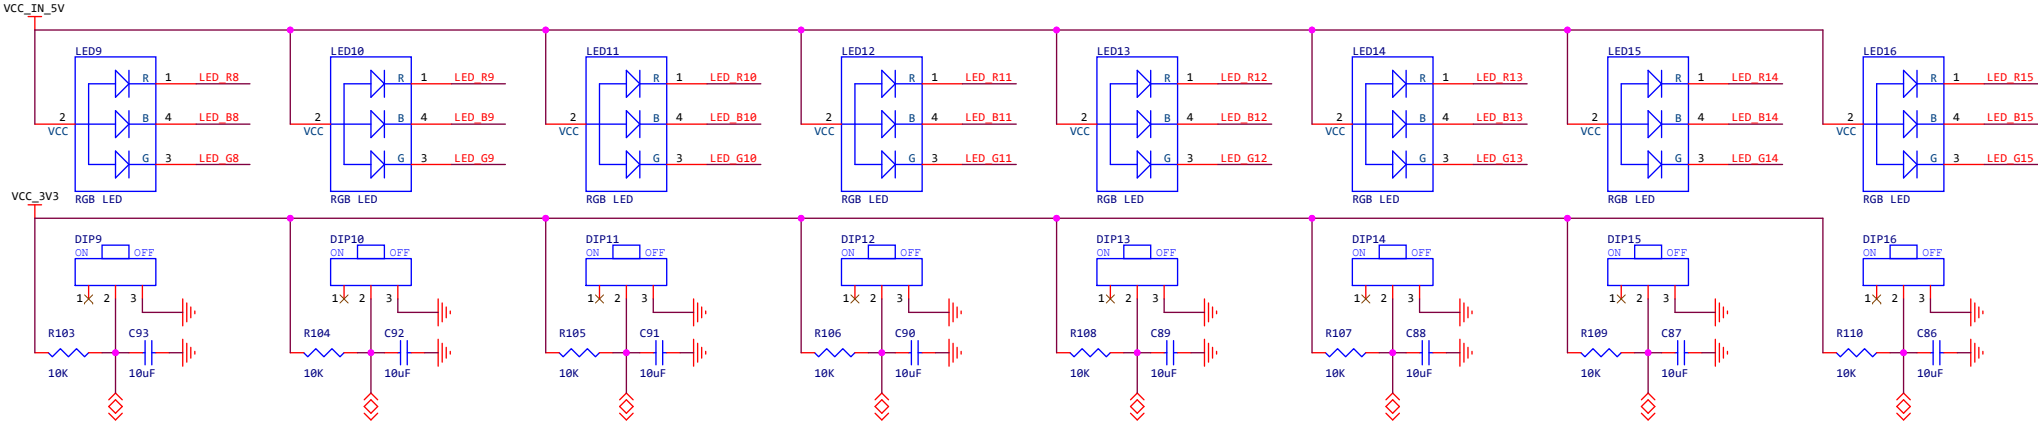 VCC_IN_5V
LED9 LED10 LED11 LED12 LED13 LED14 LED15 LED16
R 1 LED_R8 R 1 LED_R9 R 1 LED_R10 R 1 LED_R11 R 1 LED_R12 R 1 LED_R13 R 1 LED_R14 R 1 LED_R15
2 B 4 LED_B8 2 B 4 LED_B9 2 B 4 LED_B10 2 B 4 LED_B11 2 B 4 LED_B12 2 B 4 LED_B13 2 B 4 LED_B14 2 B 4 LED_B15
VCC VCC VCC VCC VCC VCC VCC VCC
G 3 LED_G8 G 3 LED_G9 G 3 LED_G10 G 3 LED_G11 G 3 LED_G12 G 3 LED_G13 G 3 LED_G14 G 3 LED_G15
RGB LED RGB LED RGB LED RGB LED RGB LED RGB LED RGB LED RGB LED
VCC_3V3
DIP9 DIP10 DIP11 DIP12 DIP13 DIP14 DIP15 DIP16
ON OFF ON OFF ON OFF ON OFF ON OFF ON OFF ON OFF ON OFF
1 2 3 1 2 3 1 2 3 1 2 3 1 2 3 1 2 3 1 2 3 1 2 3
R103 C93 R104 C92 R105 C91 R106 C90 R108 C89 R107 C88 R109 C87 R110 C86
10K 10uF 10K 10uF 10K 10uF 10K 10uF 10K 10uF 10K 10uF 10K 10uF 10K 10uF